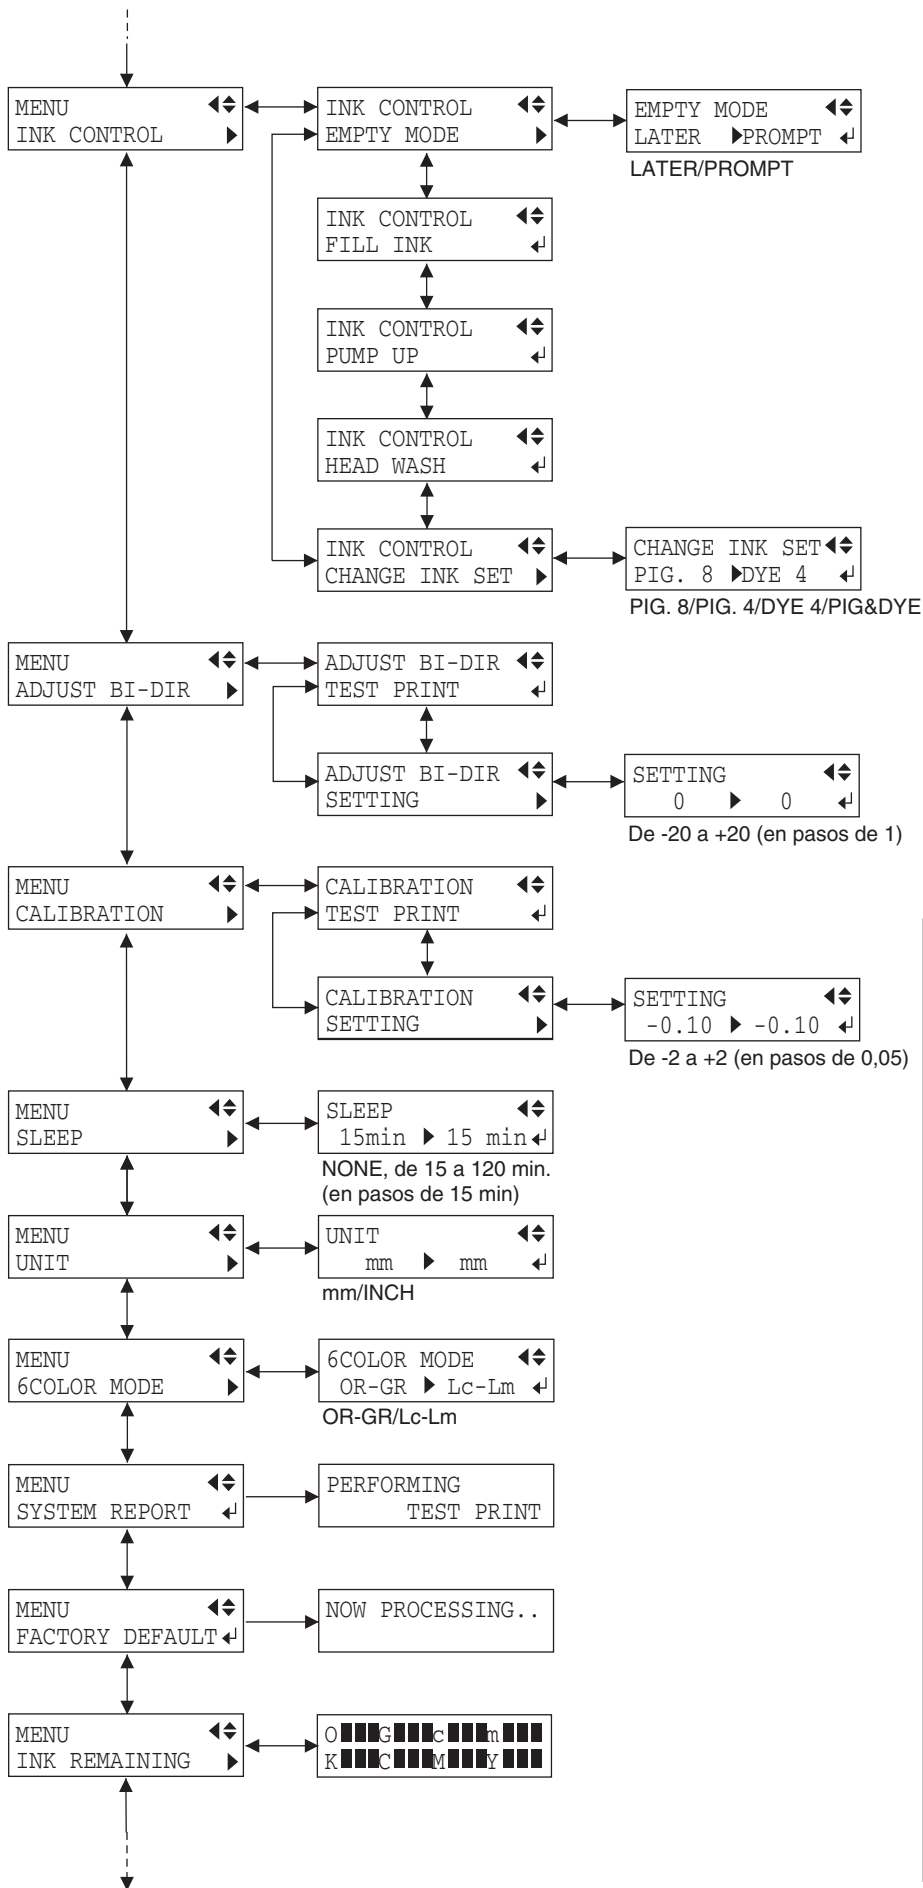 MENU
INK CONTROL
INK CONTROL
EMPTY MODE
EMPTY MODE
LATER PROMPT
LATER/PROMPT
INK CONTROL
FILL INK
INK CONTROL
PUMP UP
INK CONTROL
HEAD WASH
INK CONTROL
CHANGE INK SET
CHANGE INK SET
PIG. 8 DYE 4
PIG. 8/PIG. 4/DYE 4/PIG&DYE
MENU
ADJUST BI-DIR
ADJUST BI-DIR
TEST PRINT
ADJUST BI-DIR
SETTING
SETTING
0 0
De -20 a +20 (en pasos de 1)
MENU
CALIBRATION
CALIBRATION
TEST PRINT
CALIBRATION
SETTING
SETTING
-0.10 -0.10
De -2 a +2 (en pasos de 0,05)
MENU
SLEEP
SLEEP
15min 15 min
NONE, de 15 a 120 min.
(en pasos de 15 min)
MENU
UNIT
UNIT
mm mm
mm/INCH
MENU
6COLOR MODE
6COLOR MODE
OR-GR Lc-Lm
OR-GR/Lc-Lm
MENU
SYSTEM REPORT
PERFORMING
TEST PRINT
MENU
FACTORY DEFAULT
NOW PROCESSING..
MENU
INK REMAINING
O G c m
K C M Y